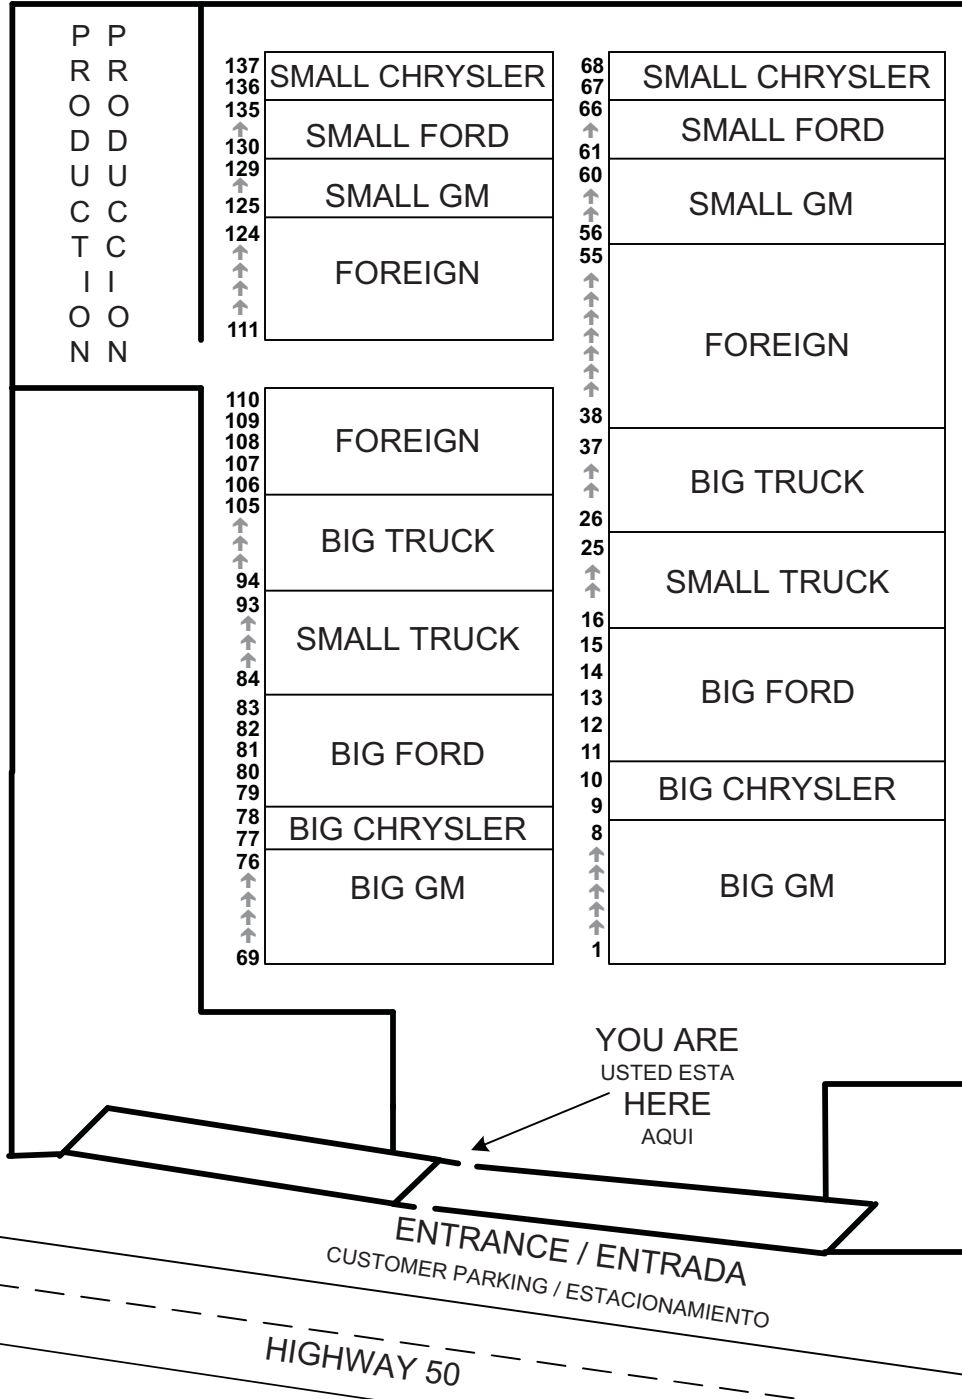 PRODUCTION
PRODUCCION
137
136
SMALL CHRYSLER
135
130
SMALL FORD
129
125
SMALL GM
124
111
FOREIGN
110
109
108
107
106
FOREIGN
105
94
BIG TRUCK
93
84
SMALL TRUCK
83
82
81
80
79
BIG FORD
78
77
BIG CHRYSLER
76
69
BIG GM
68
67
SMALL CHRYSLER
66
61
SMALL FORD
60
56
SMALL GM
55
38
FOREIGN
37
26
BIG TRUCK
25
16
SMALL TRUCK
15
14
13
12
11
BIG FORD
10
9
BIG CHRYSLER
8
1
BIG GM
YOU ARE
USTED ESTA
HERE
AQUI
ENTRANCE / ENTRADA
CUSTOMER PARKING / ESTACIONAMIENTO
HIGHWAY 50